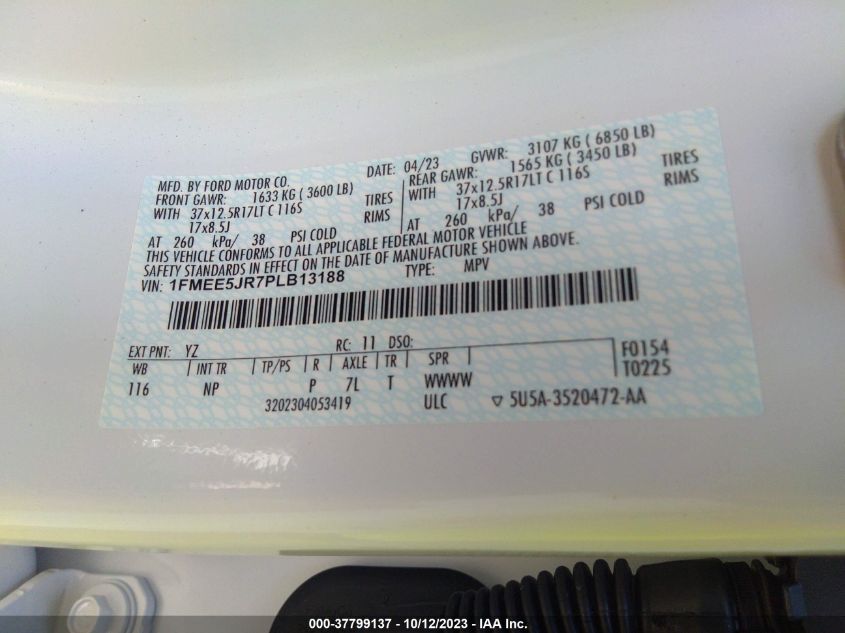 MFD. BY FORD MOTOR CO. DATE: 04/23 GVWR: 3107 KG ( 6850 LB)
FRONT GAWR: 1633 KG ( 3600 LB) REAR GAWR: 1565 KG ( 3450 LB)
WITH 37x12.5R17LT C 116S TIRES WITH 37x12.5R17LT C 116S TIRES
17x8.5J RIMS 17x8.5J RIMS
AT 260 kPa/ 38 PSI COLD AT 260 kPa/ 38 PSI COLD
THIS VEHICLE CONFORMS TO ALL APPLICABLE FEDERAL MOTOR VEHICLE
SAFETY STANDARDS IN EFFECT ON THE DATE OF MANUFACTURE SHOWN ABOVE.
VIN: 1FMEE5JR7PLB13188 TYPE: MPV
EXT PNT: YZ RC: 11 DSO: F0154
WB INT TR TP/PS R AXLE TR SPR T0225
116 NP P 7L T WWWW
3202304053419 ULC ▽ 5U5A-3520472-AA
000-37799137 - 10/12/2023 - IAA Inc.